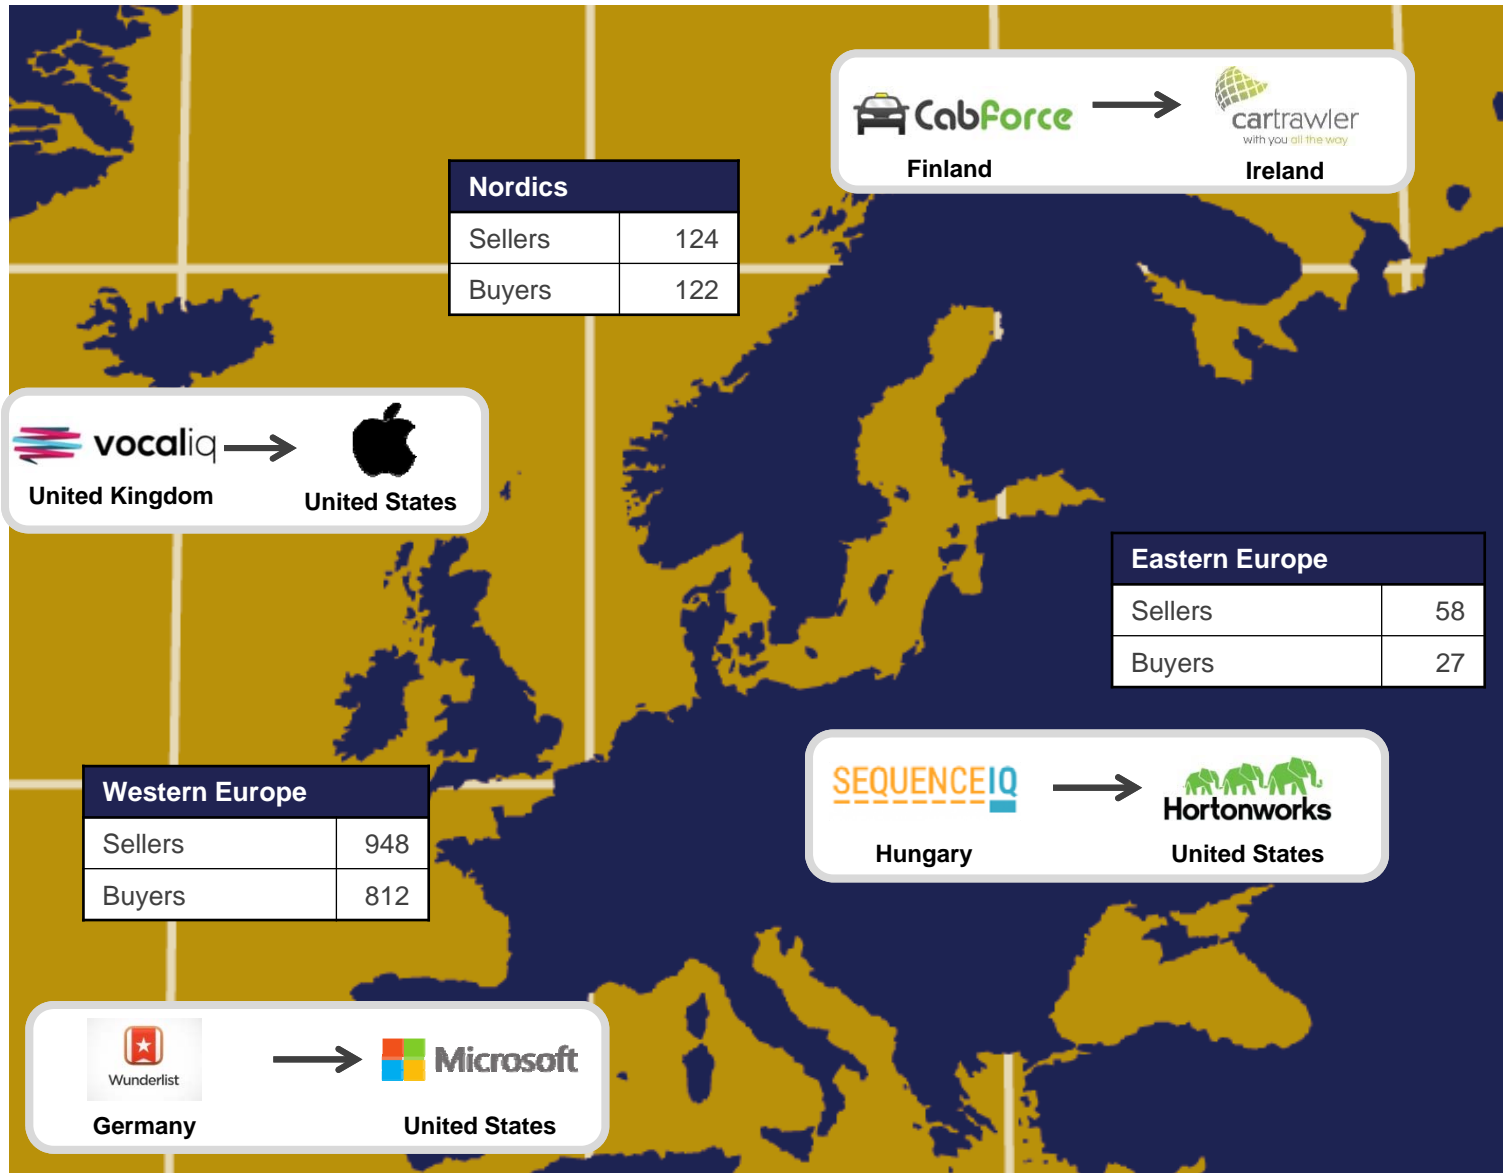 CabForce
cartrawler
with you all the way
Finland
Ireland
Nordics
Sellers 124
Buyers 122
vocaliq
United Kingdom
United States
Eastern Europe
Sellers 58
Buyers 27
SEQUENCEIQ
Hortonworks
Hungary
United States
Western Europe
Sellers 948
Buyers 812
Wunderlist
Microsoft
Germany
United States